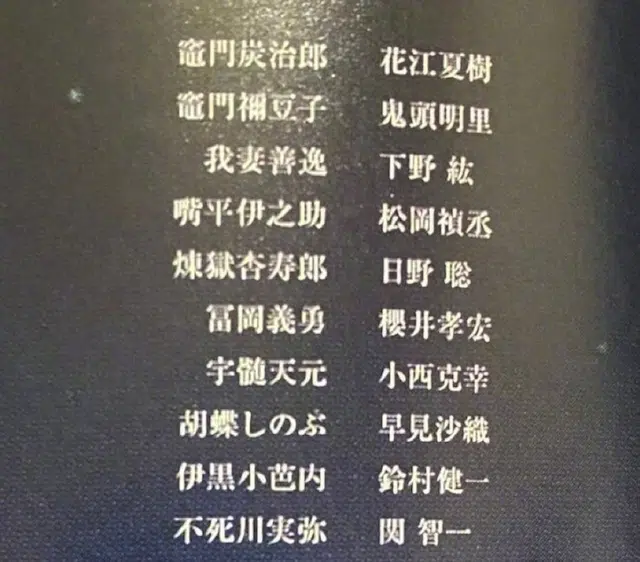 竈門炭治郎 花江夏樹
竈門禰豆子 鬼頭明里
我妻善逸 下野 紘
嘴平伊之助 松岡禎丞
煉獄杏寿郎 日野 聡
冨岡義勇 櫻井孝宏
宇髄天元 小西克幸
胡蝶しのぶ 早見沙織
伊黒小芭内 鈴村健一
不死川実弥 関 智一